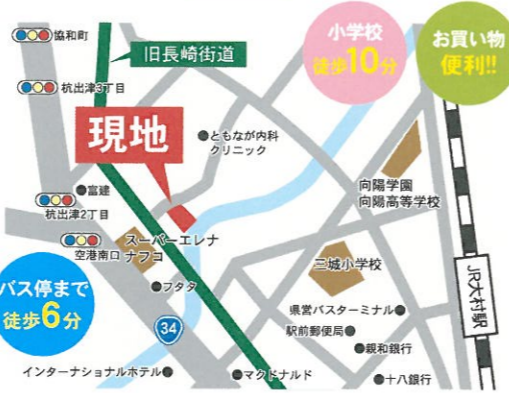 協和町
旧長崎街道
小学校
徒歩10分
お買い物
便利!!
杭出津3丁目
現地
ともなが内科
クリニック
富建
杭出津2丁目
向陽学園
向陽高等学校
スーパーエレナ
空港南口
ナフコ
三城小学校
バス停まで
徒歩6分
フタタ
34
県営バスターミナル
駅前郵便局
JR大村駅
親和銀行
インターナショナルホテル
マクドナルド
十八銀行